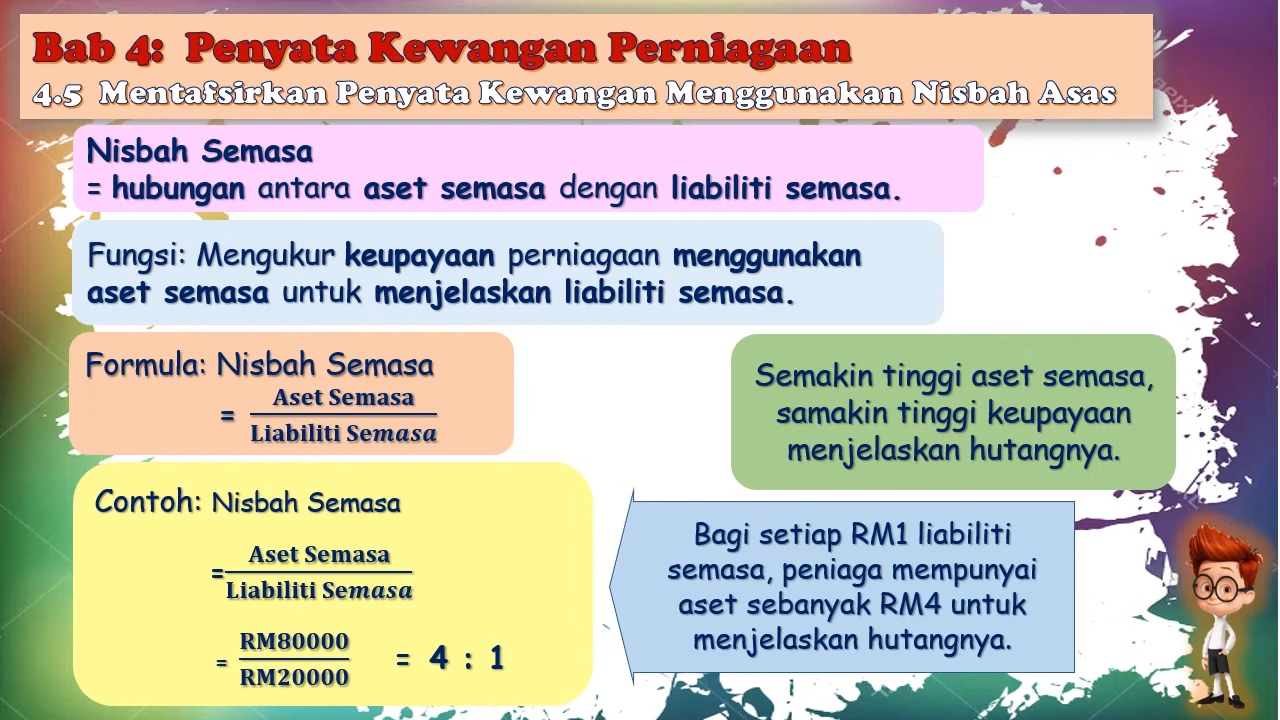 Bab 4: Penyata Kewangan Perniagaan
4.5 Mentafsirkan Penyata Kewangan Menggunakan Nisbah Asas
Nisbah Semasa
= hubungan antara aset semasa dengan liabiliti semasa.
Fungsi: Mengukur keupayaan perniagaan menggunakan
aset semasa untuk menjelaskan liabiliti semasa.
Formula: Nisbah Semasa
= Aset Semasa
Liabiliti Semasa
Semakin tinggi aset semasa,
samakin tinggi keupayaan
menjelaskan hutangnya.
Contoh: Nisbah Semasa
= Aset Semasa
Liabiliti Semasa
= RM80000
RM20000
= 4 : 1
Bagi setiap RM1 liabiliti
semasa, peniaga mempunyai
aset sebanyak RM4 untuk
menjelaskan hutangnya.